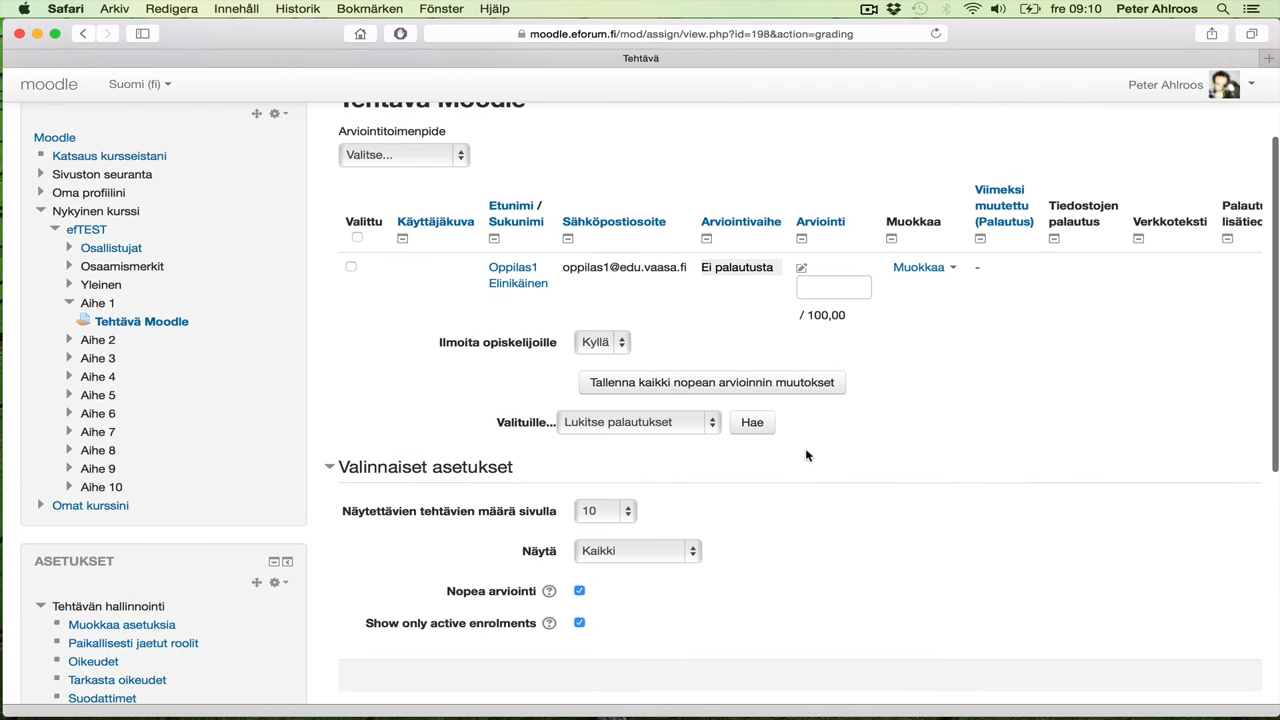 Safari Arkiv Redigera Innehåll Historik Bokmärken Fönster Hjälp fre 09:10 Peter Ahlroos
moodle.eforum.fi/mod/assign/view.php?id=198&action=grading
Tehtävä
moodle Suomi (fi) Peter Ahlroos
Tehtävä Moodle
Moodle
Katsaus kursseistani
Sivuston seuranta
Oma profiilini
Nykyinen kurssi
efTEST
Osallistujat
Osaamismerkit
Yleinen
Aihe 1
Tehtävä Moodle
Aihe 2
Aihe 3
Aihe 4
Aihe 5
Aihe 6
Aihe 7
Aihe 8
Aihe 9
Aihe 10
Omat kurssini
ASETUKSET
Tehtävän hallinnointi
Muokkaa asetuksia
Paikallisesti jaetut roolit
Oikeudet
Tarkasta oikeudet
Suodattimet
Arviointitoimenpide
Valitse...
Valittu
Käyttäjäkuva
Etunimi /
Sukunimi
Sähköpostiosoite
Arviointivaihe
Arviointi
Muokkaa
Viimeksi
muutettu
(Palautus)
Tiedostojen
palautus
Verkkoteksti
Palautu
lisätiec
Oppilas1
Elinikäinen
oppilas1@edu.vaasa.fi
Ei palautusta
Muokkaa
-
/ 100,00
Ilmoita opiskelijoille Kyllä
Tallenna kaikki nopean arvioinnin muutokset
Valituille... Lukitse palautukset Hae
Valinnaiset asetukset
Näytettävien tehtävien määrä sivulla 10
Näytä Kaikki
Nopea arviointi
Show only active enrolments